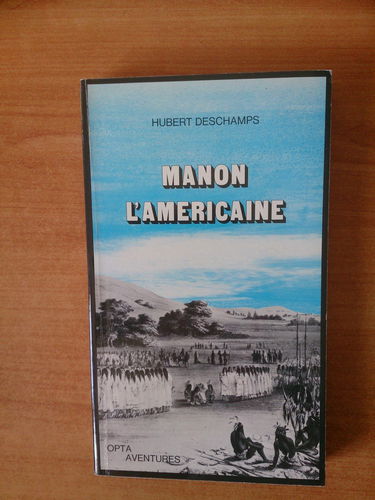 HUBERT DESCHAMPS
MANON
L'AMERICAINE
OPTA
AVENTURES